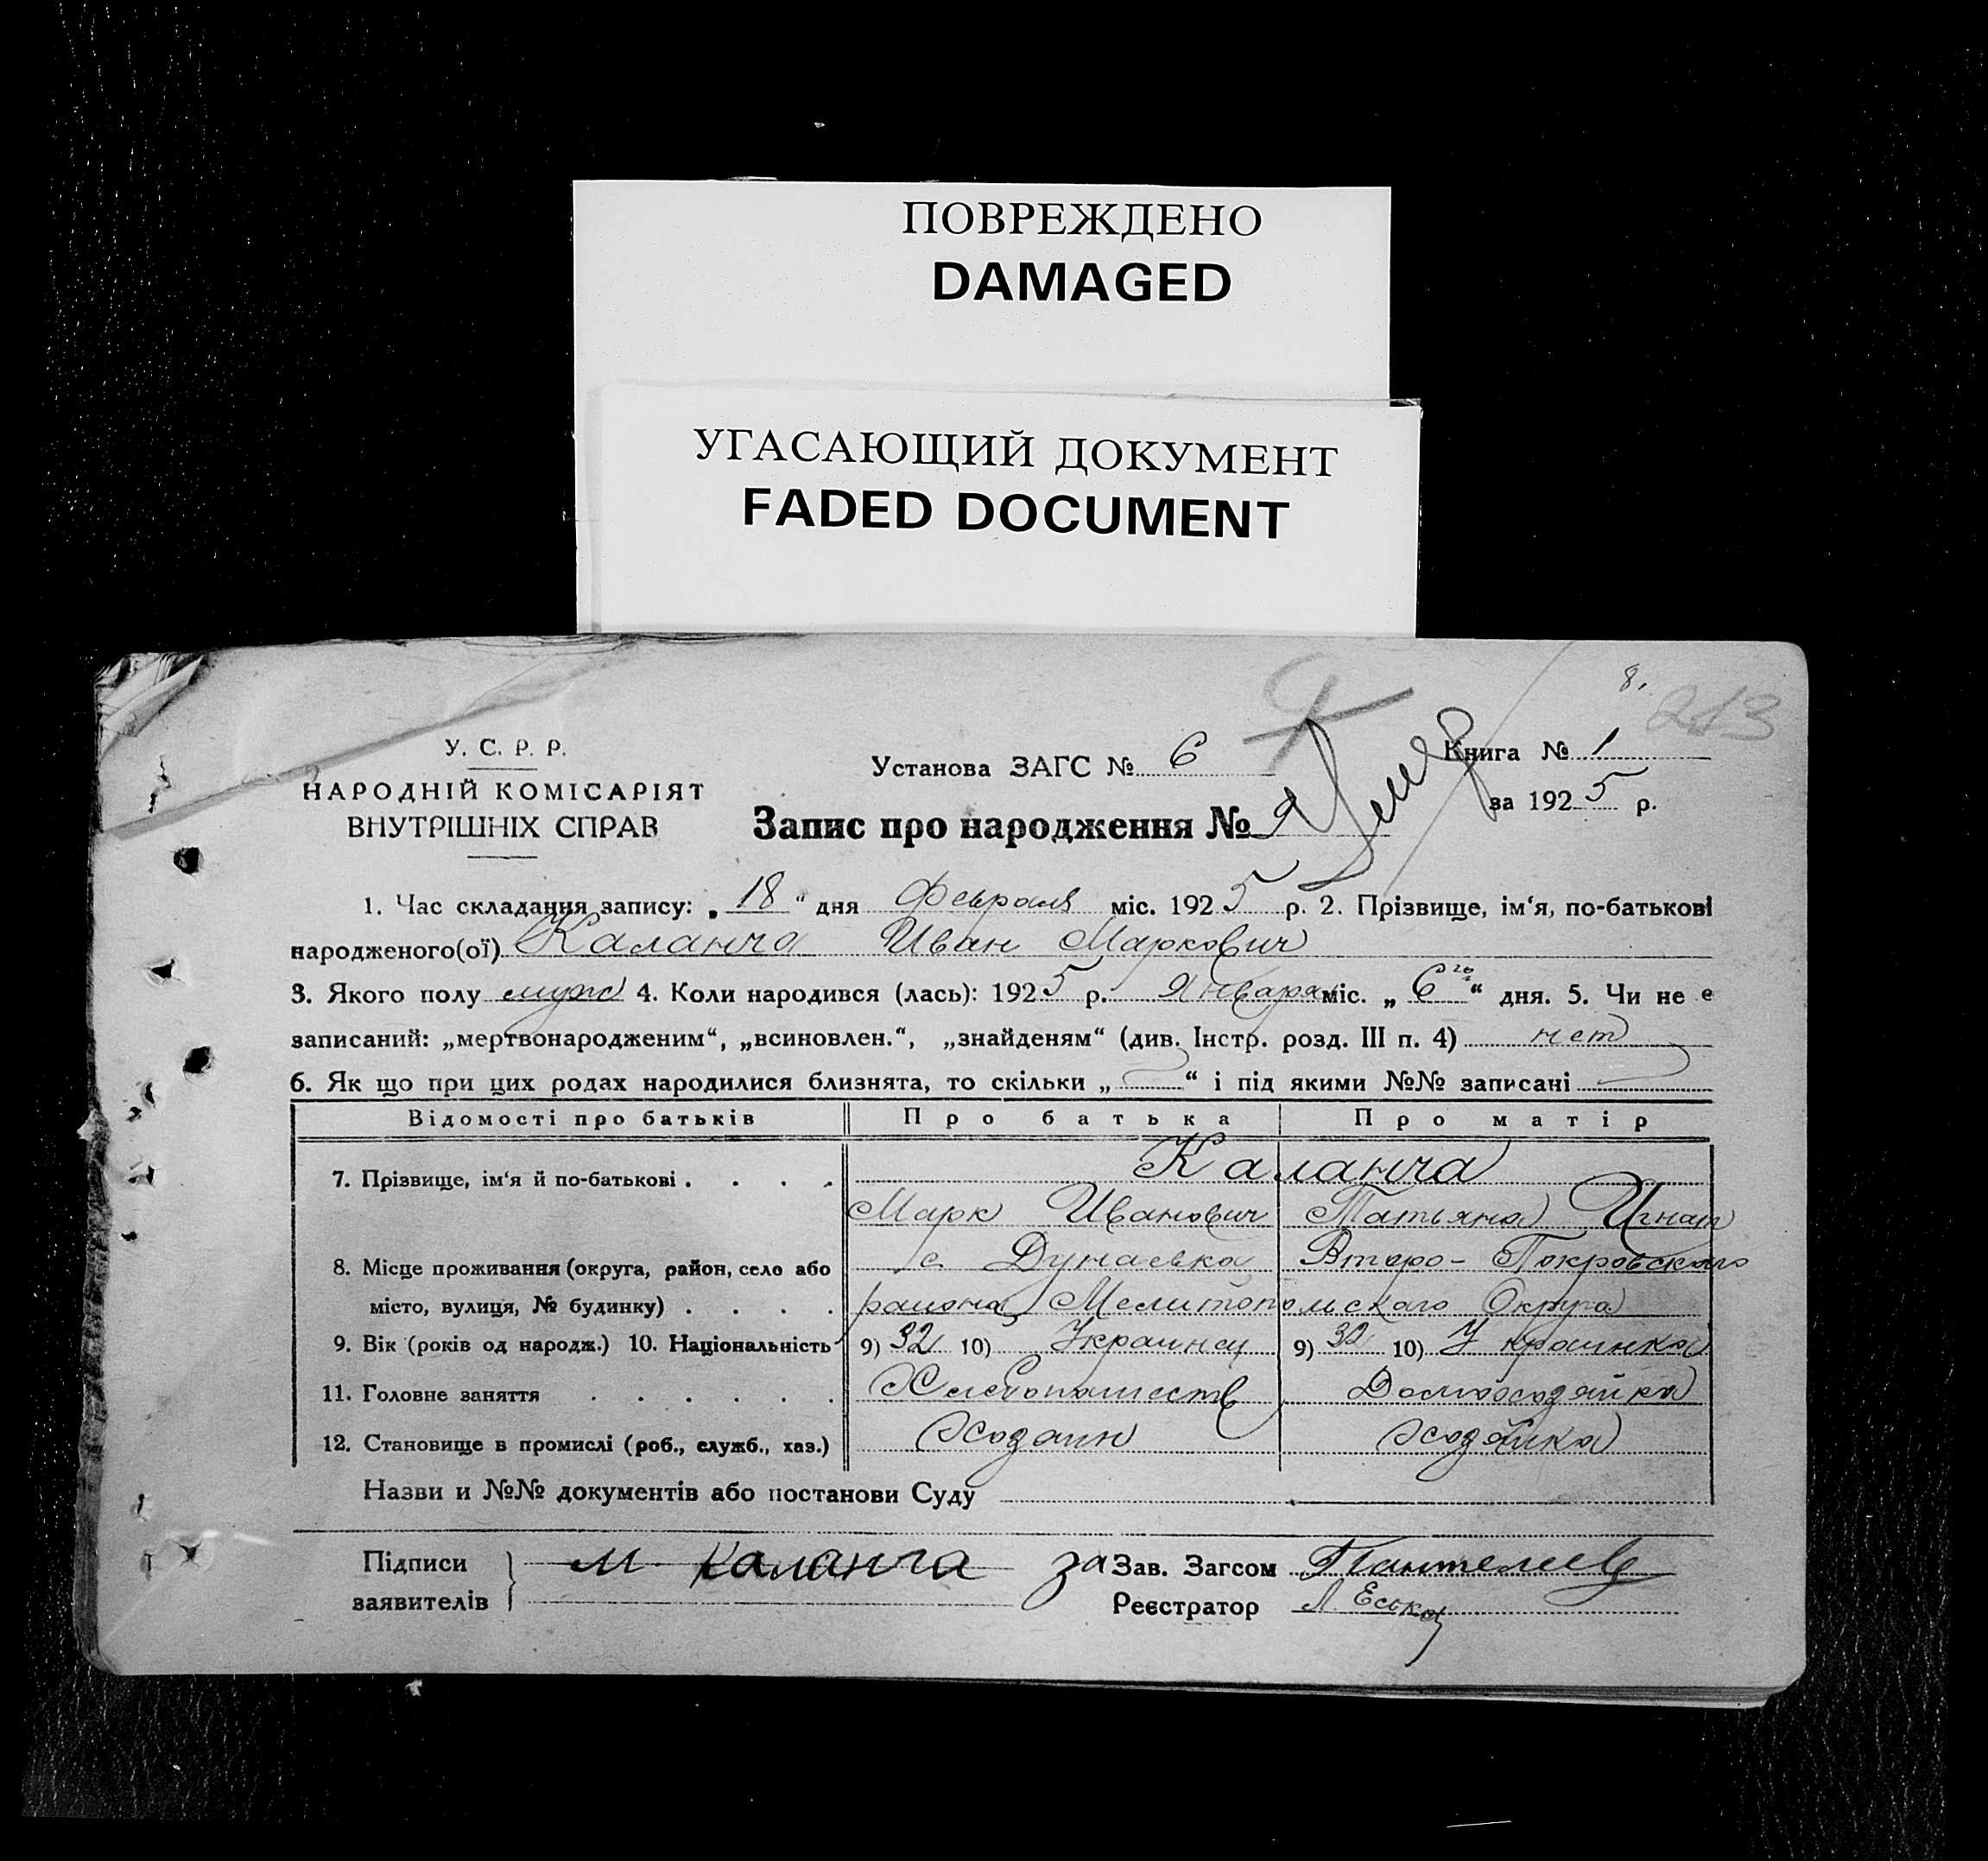 ПОВРЕЖДЕНО
DAMAGED
УГАСАЮЩИЙ ДОКУМЕНТ
FADED DOCUMENT
8.
213
У. С. Р. Р.
НАРОДНІЙ КОМІСАРІЯТ
ВНУТРІШНІХ СПРАВ
Установа ЗАГС № 6
Книга № 1
за 1925 р.
Запис про народження № 9
Умер
1. Час складання запису: „18“ дня Февраля міс. 1925 р. 2. Прізвище, ім‘я, по-батькові
народженого(ої) Каланча Иван Маркович
3. Якого полу муж 4. Коли народився (лась): 1925 р. Января міс. „6го“ дня. 5. Чи не е
записаний: „мертвонародженим“, „всиновлен.“, „знайденям“ (див. Інстр. розд. III п. 4) нет
6. Як що при цих родах народилися близнята, то скільки „ “ і під якими №№ записані
Відомості про батьків Про батька Про матір
7. Прізвище, ім‘я й по-батькові . . . . Каланча
Марк Иванович Татьяна Игнат
8. Місце проживання (округа, район, село або с. Дунаевка Второ-Покровского
місто, вулиця, № будинку) . . . . района Мелитопольского Округа
9. Вік (років од народж.) 10. Національність 9) 32 10) Украинец 9) 32 10) Украинка
11. Головне заняття . . . . . . Хлебопашеств Домохозяйка
12. Становище в промислі (роб., служб., хаз.) Хозаин Хозяйка
Назви и №№ документів або постанови Суду
Підписи заявителів М. Каланча
за Зав. Загсом Пантелеев
Реєстратор Л. Еська